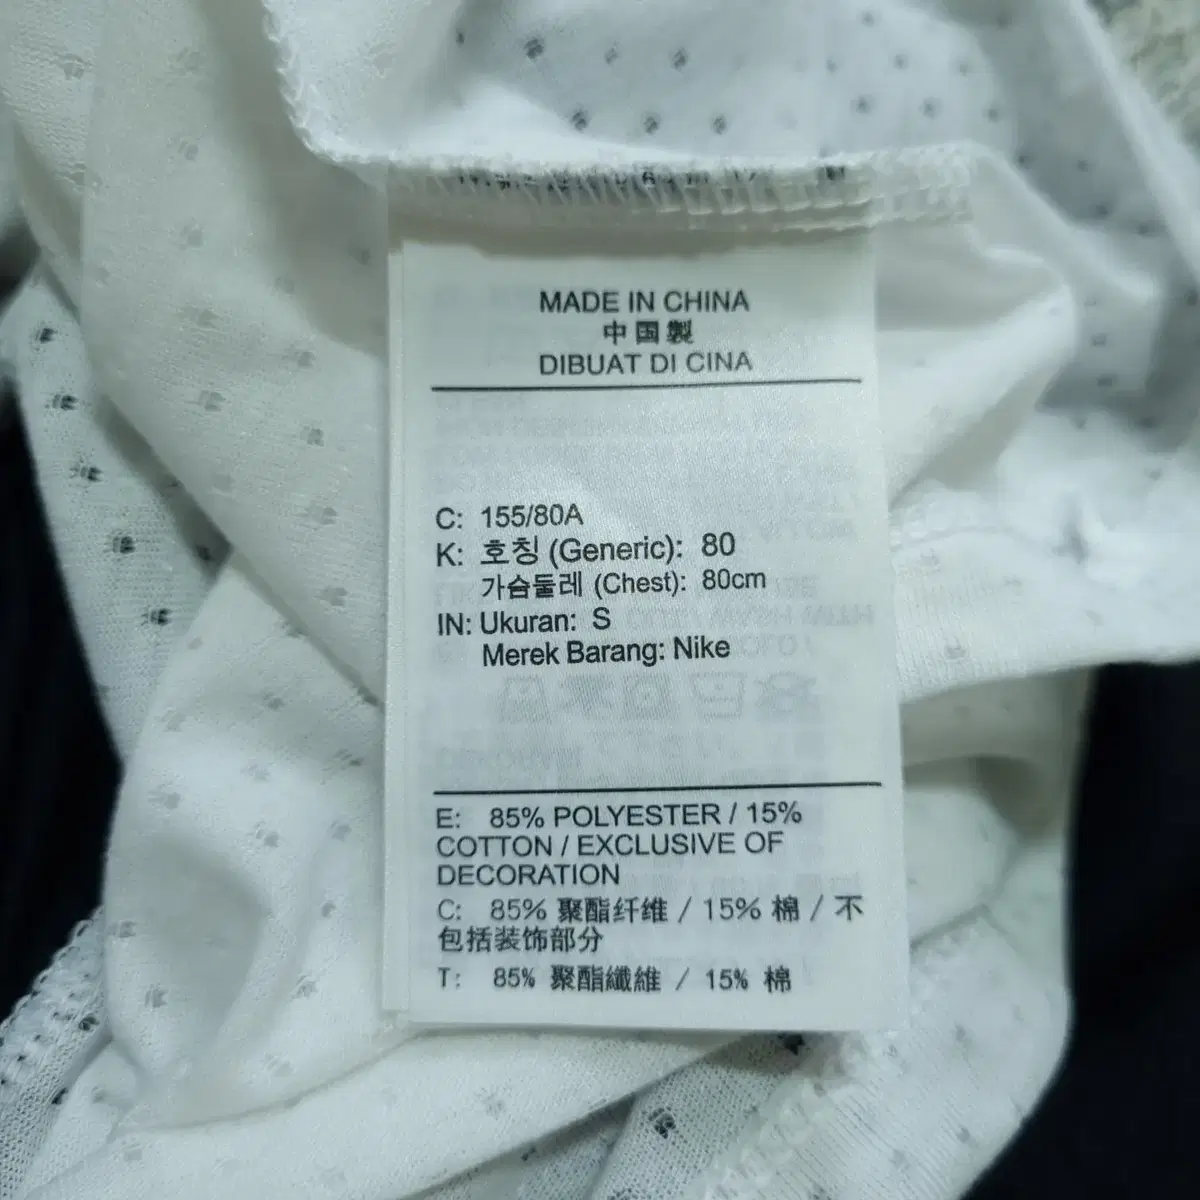 MADE IN CHINA
中国製
DIBUAT DI CINA
C: 155/80A
K: 호칭 (Generic): 80
가슴둘레 (Chest): 80cm
IN: Ukuran: S
Merek Barang: Nike
E: 85% POLYESTER / 15%
COTTON / EXCLUSIVE OF
DECORATION
C: 85% 聚酯纤维 / 15% 棉 / 不
包括装饰部分
T: 85% 聚酯纖維 / 15% 棉